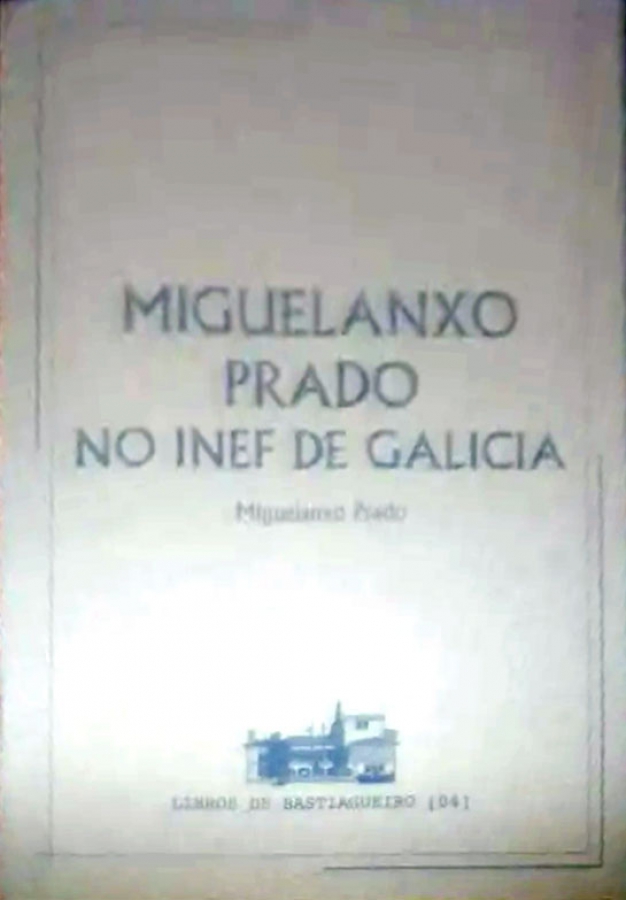 MIGUELANXO
PRADO
NO INEF DE GALICIA
Miguelanxo Prado
LIBROS DE BASTIAGUEIRO [04]